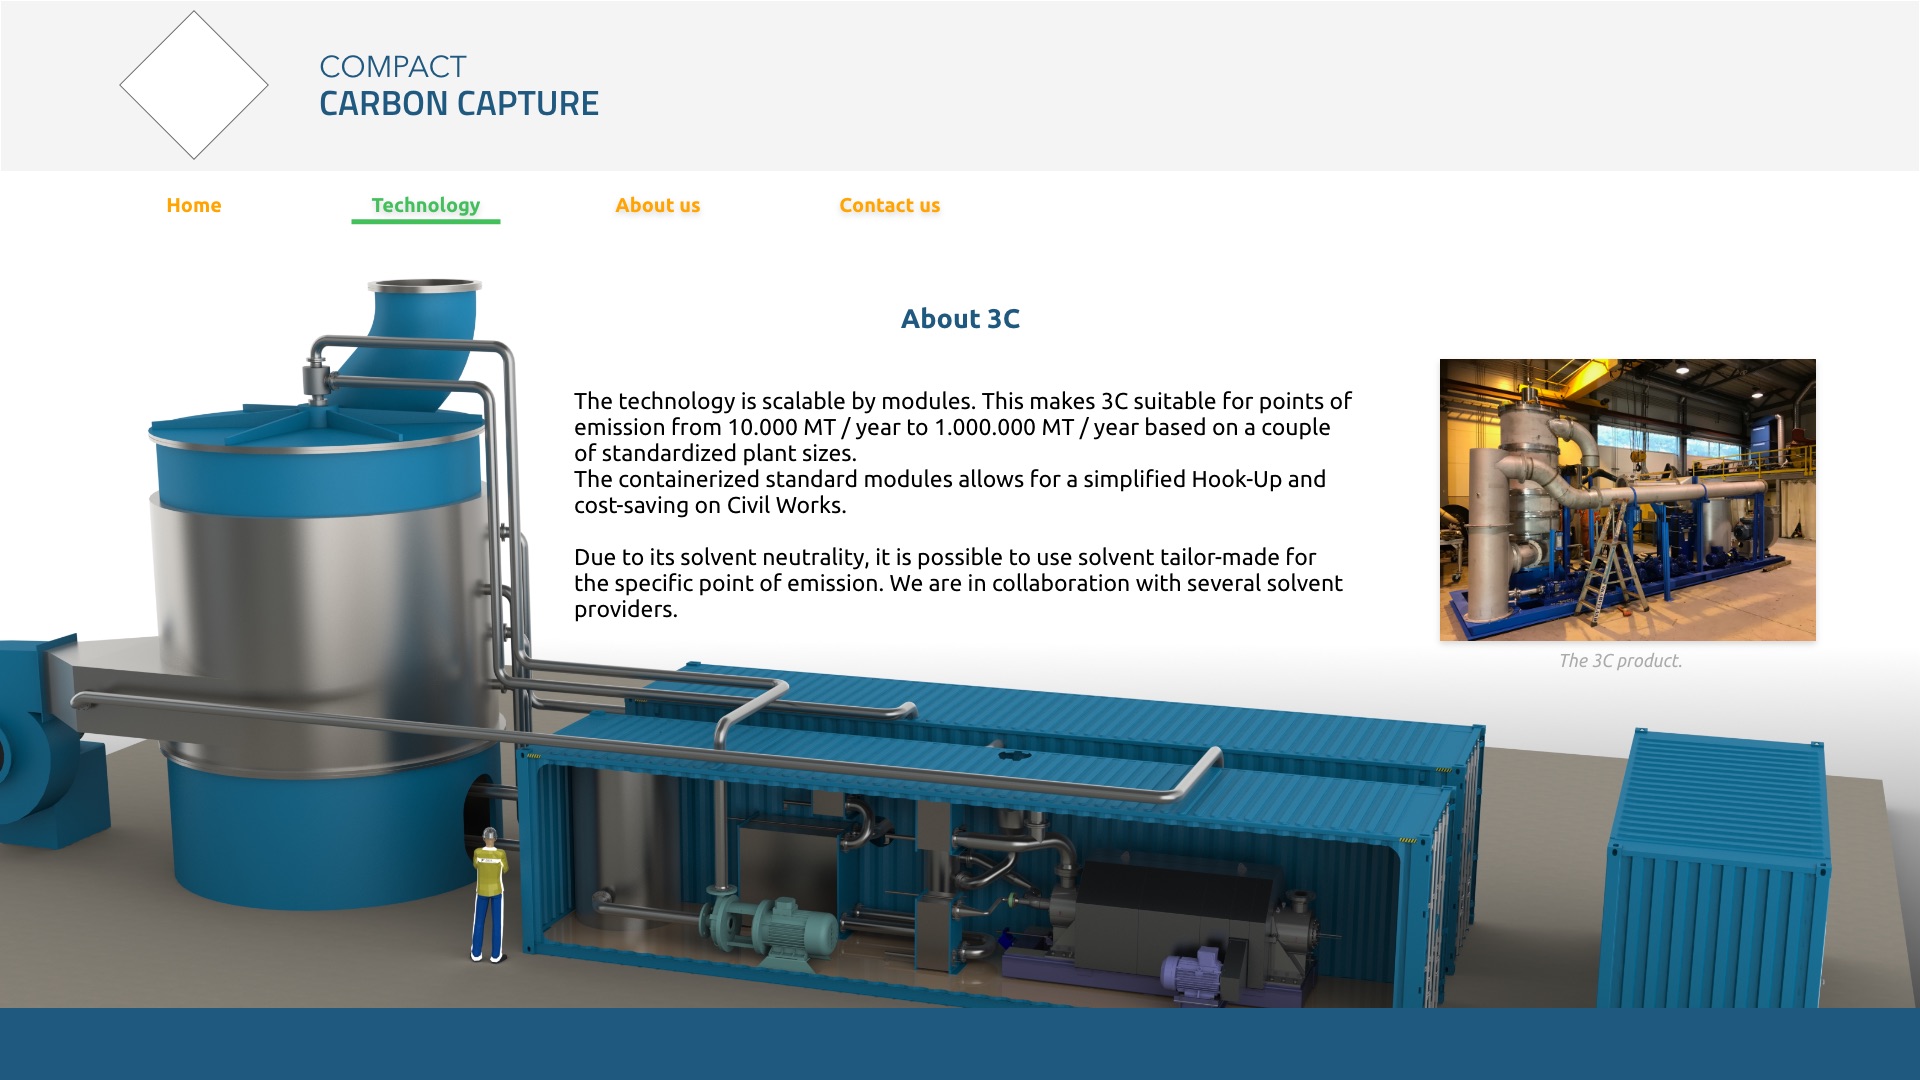 COMPACT
CARBON CAPTURE
Home
Technology
About us
Contact us
About 3C
The technology is scalable by modules. This makes 3C suitable for points of
emission from 10.000 MT / year to 1.000.000 MT / year based on a couple
of standardized plant sizes.
The containerized standard modules allows for a simplified Hook-Up and
cost-saving on Civil Works.
Due to its solvent neutrality, it is possible to use solvent tailor-made for
the specific point of emission. We are in collaboration with several solvent
providers.
The 3C product.